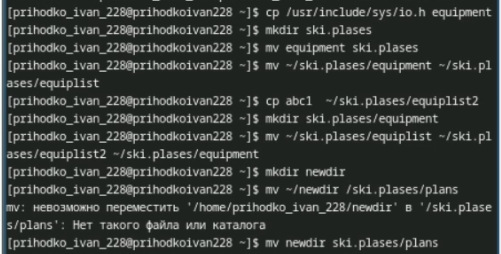 [prihodko_ivan_228@prihodkoivan228 ~]$ cp /usr/include/sys/io.h equipment
[prihodko_ivan_228@prihodkoivan228 ~]$ mkdir ski.plases
[prihodko_ivan_228@prihodkoivan228 ~]$ mv equipment ski.plases
[prihodko_ivan_228@prihodkoivan228 ~]$ mv ~/ski.plases/equipment ~/ski.pl
ases/equiplist
[prihodko_ivan_228@prihodkoivan228 ~]$ cp abc1  ~/ski.plases/equiplist2
[prihodko_ivan_228@prihodkoivan228 ~]$ mkdir ski.plases/equipment
[prihodko_ivan_228@prihodkoivan228 ~]$ mv ~/ski.plases/equiplist ~/ski.pl
ases/equiplist2 ~/ski.plases/equipment
[prihodko_ivan_228@prihodkoivan228 ~]$ mkdir newdir
[prihodko_ivan_228@prihodkoivan228 ~]$ mv ~/newdir /ski.plases/plans
mv: невозможно переместить '/home/prihodko_ivan_228/newdir' в '/ski.plase
s/plans': Нет такого файла или каталога
[prihodko_ivan_228@prihodkoivan228 ~]$ mv newdir ski.plases/plans